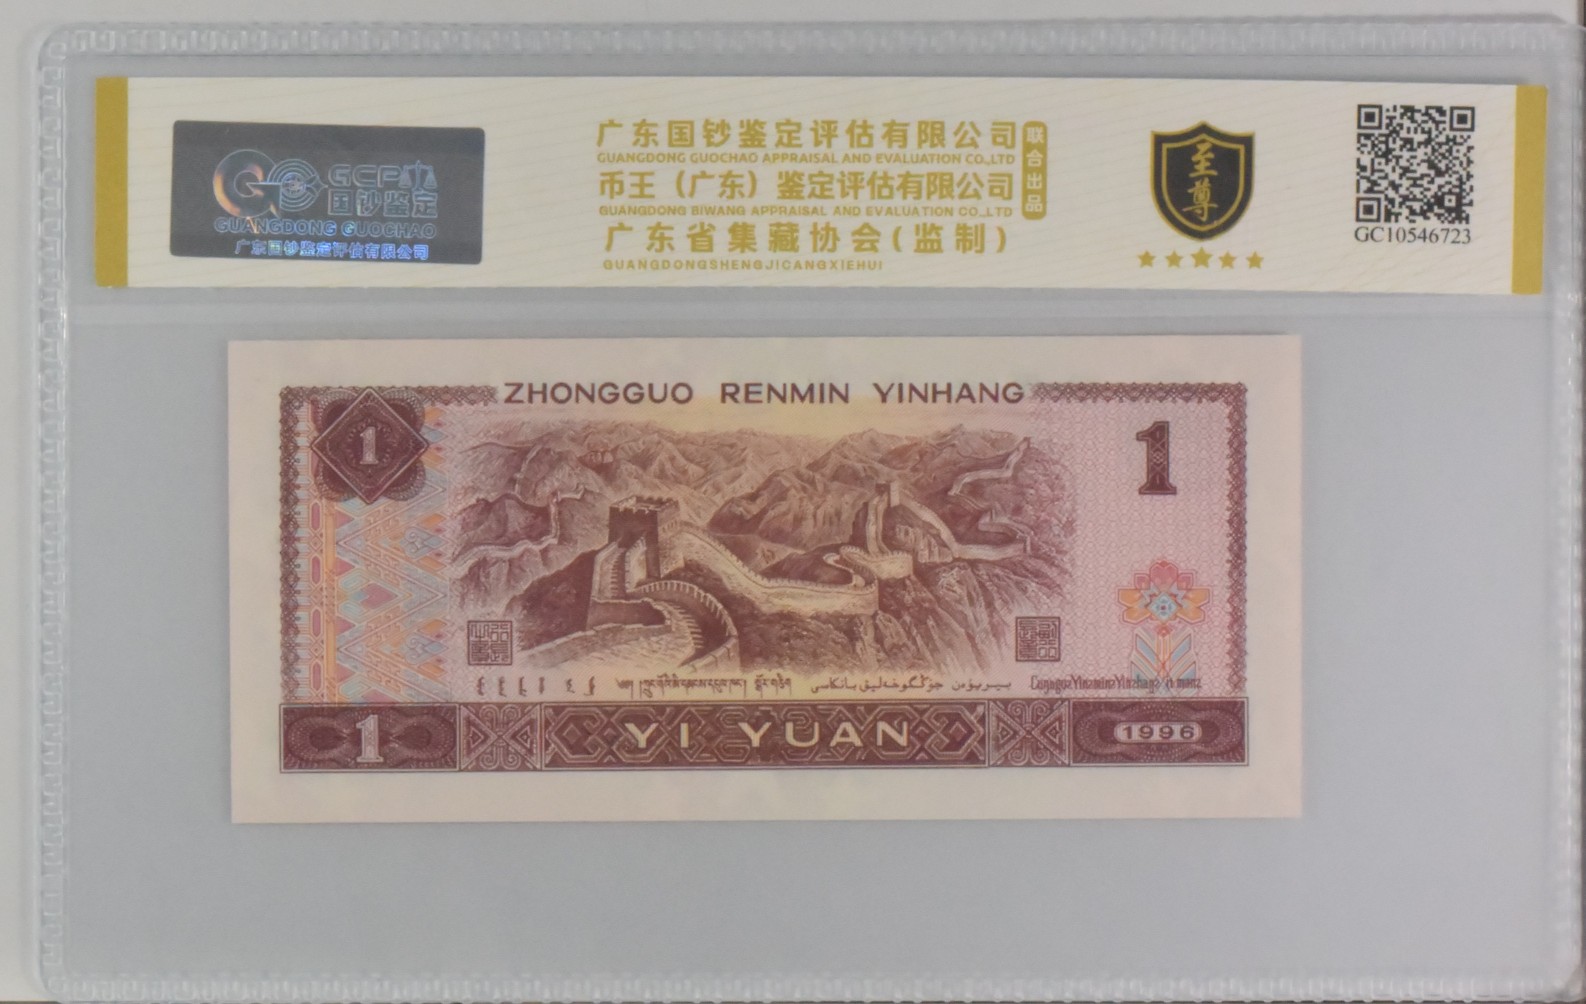 GCP
国钞鉴定
GUANGDONG GUOCHAO
广东国钞鉴定评估有限公司
广东国钞鉴定评估有限公司
GUANGDONG GUOCHAO APPRAISAL AND EVALUATION CO.,LTD
币王（广东）鉴定评估有限公司
GUANGDONG BIWANG APPRAISAL AND EVALUATION CO.,LTD
广东省集藏协会(监制)
GUANGDONGSHENGJICANGXIEHUI
联合出品
至尊
GC10546723
ZHONGGUO RENMIN YINHANG
1
1
1
YI YUAN
1996